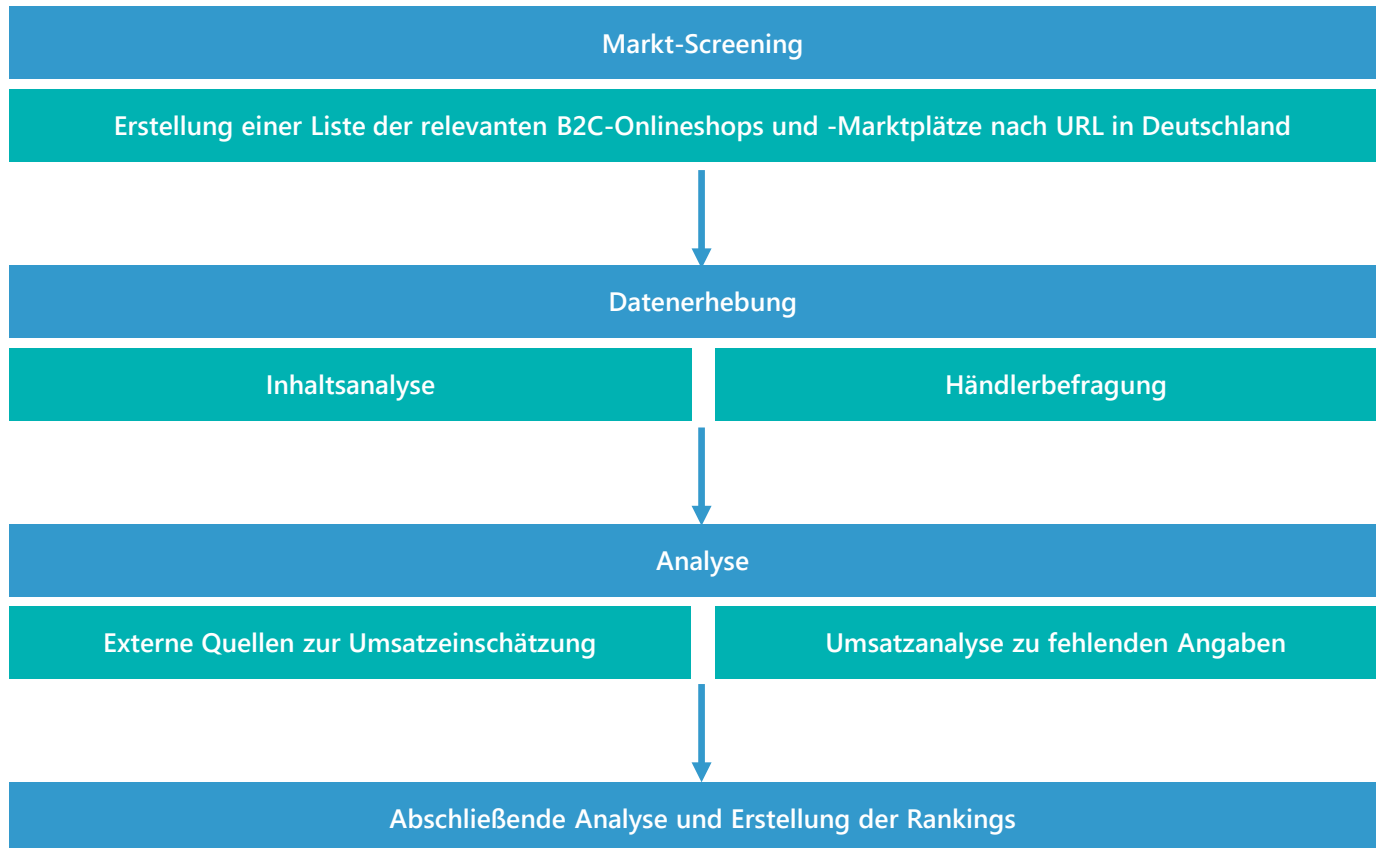 Markt-Screening
Erstellung einer Liste der relevanten B2C-Onlineshops und -Marktplätze nach URL in Deutschland
Datenerhebung
Inhaltsanalyse
Händlerbefragung
Analyse
Externe Quellen zur Umsatzeinschätzung
Umsatzanalyse zu fehlenden Angaben
Abschließende Analyse und Erstellung der Rankings